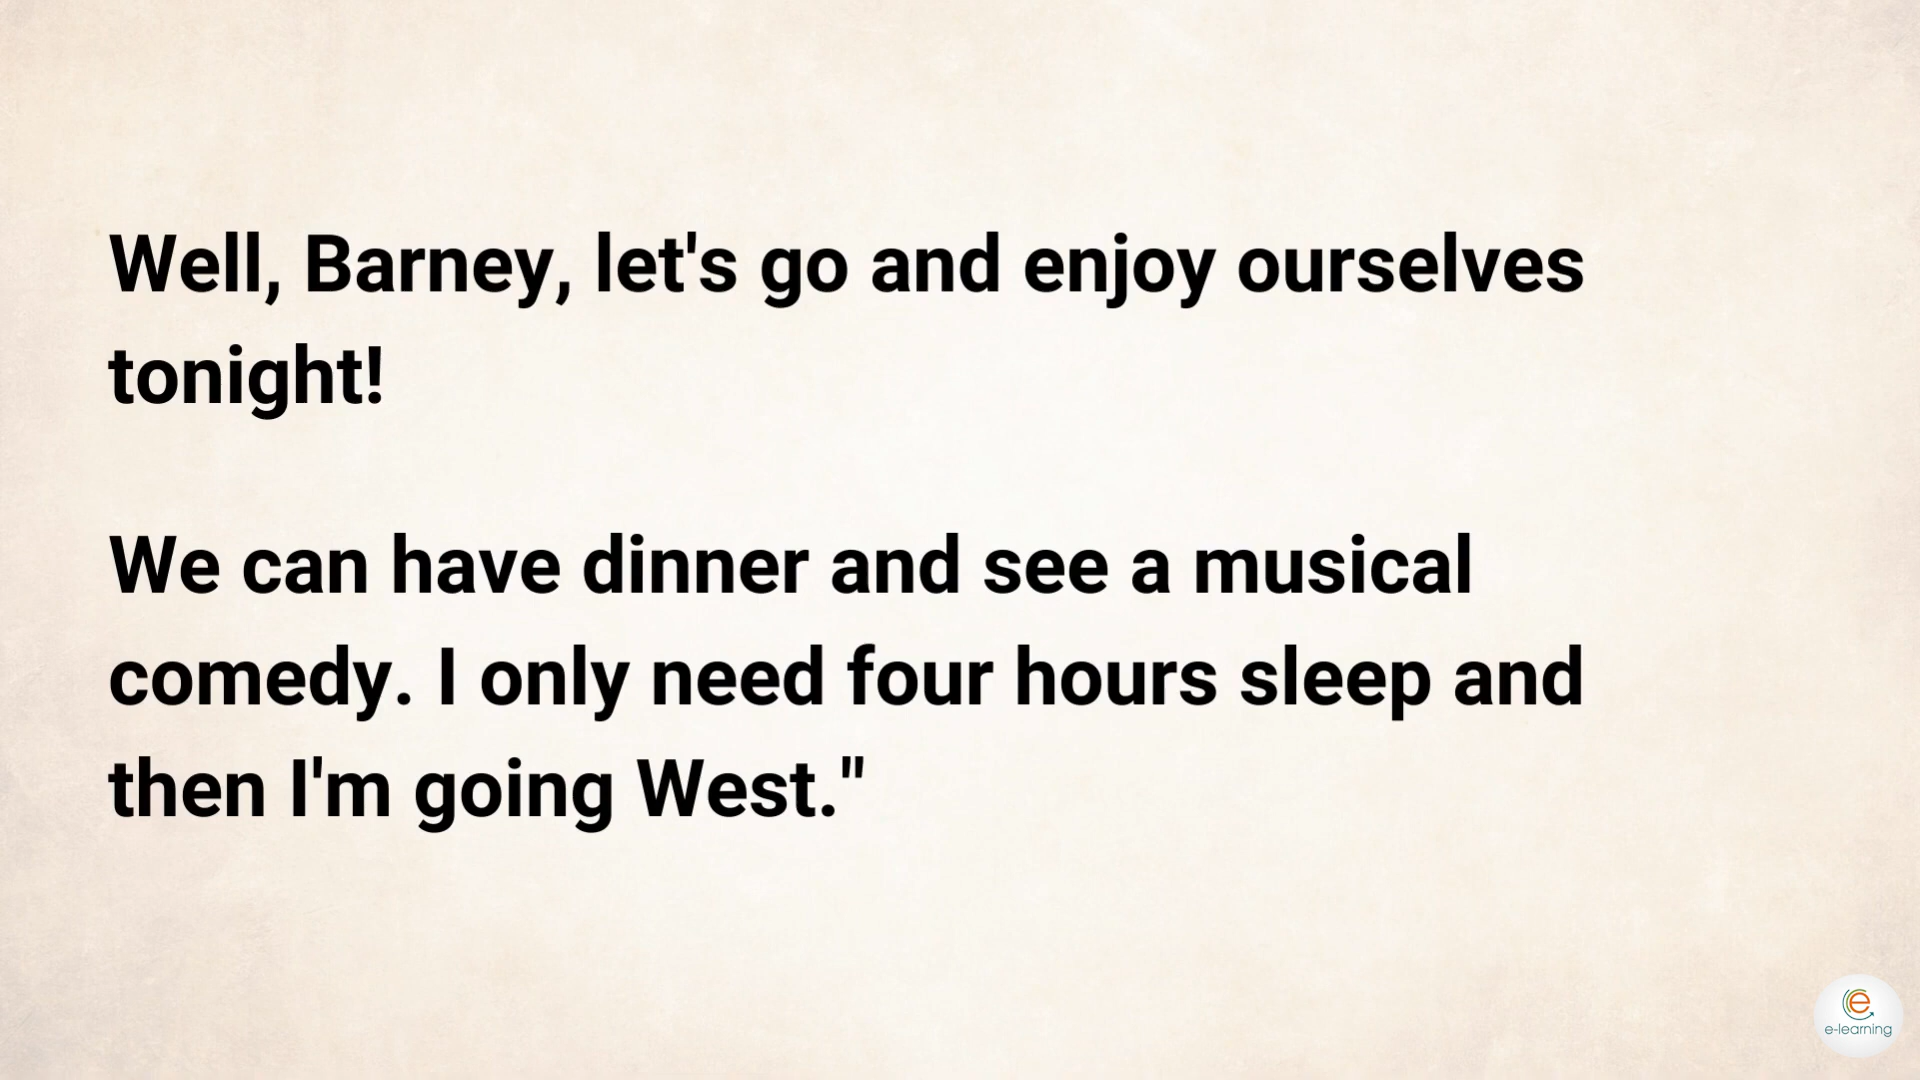 Well, Barney, let's go and enjoy ourselves
tonight!
We can have dinner and see a musical
comedy. I only need four hours sleep and
then I'm going West."
e
e-learning